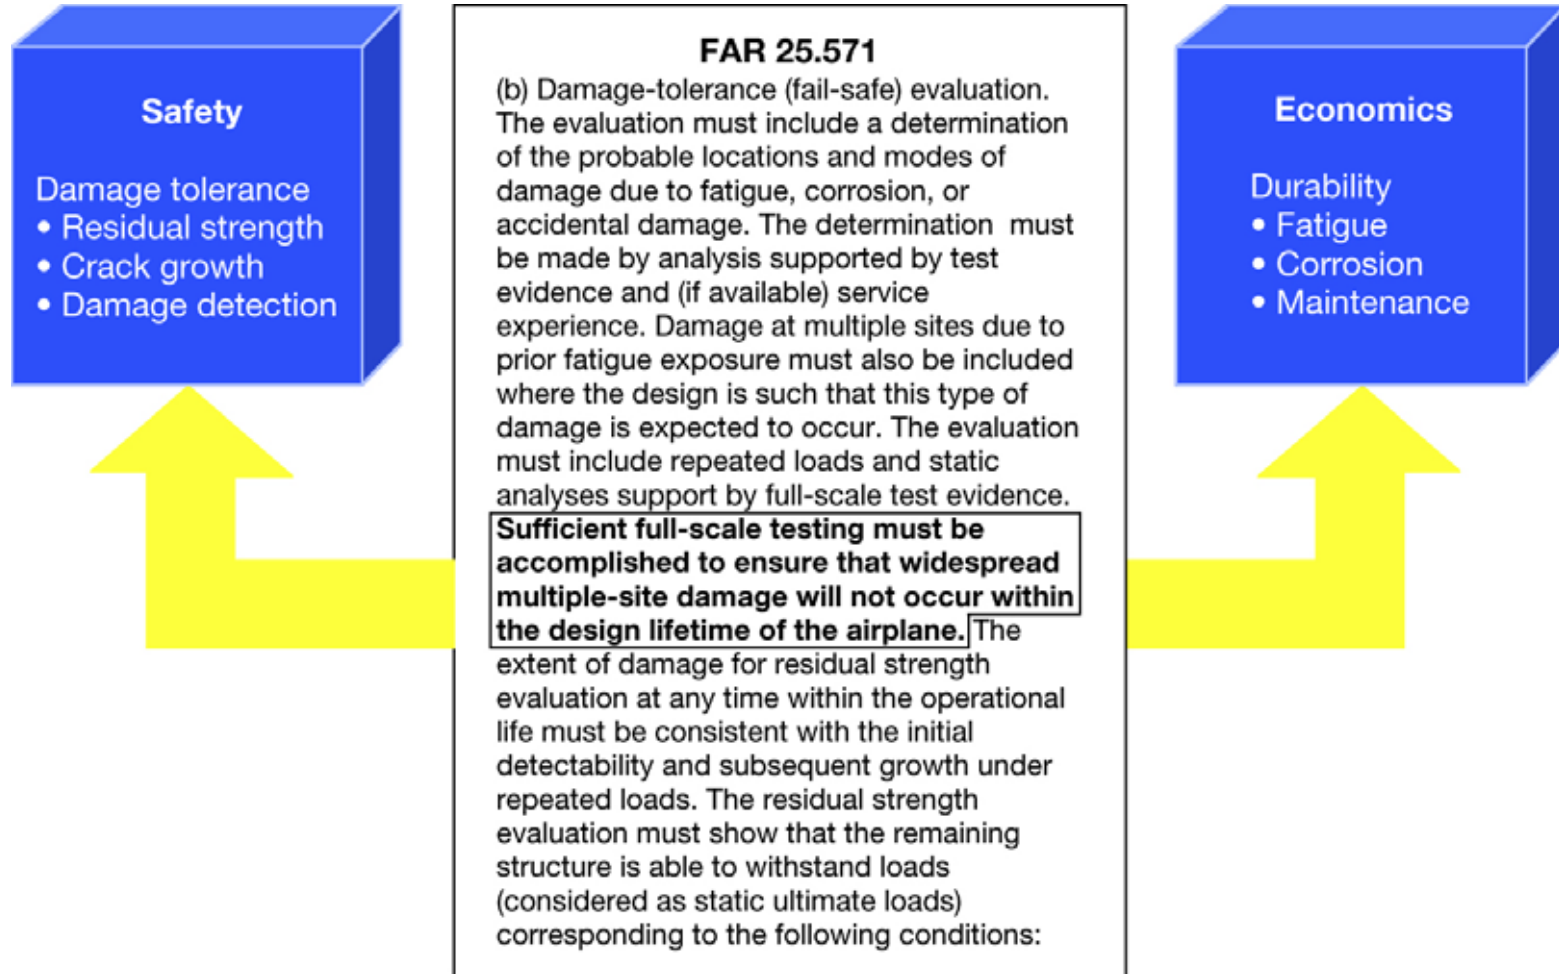 Safety
Damage tolerance
• Residual strength
• Crack growth
• Damage detection
FAR 25.571
(b) Damage-tolerance (fail-safe) evaluation.
The evaluation must include a determination
of the probable locations and modes of
damage due to fatigue, corrosion, or
accidental damage. The determination must
be made by analysis supported by test
evidence and (if available) service
experience. Damage at multiple sites due to
prior fatigue exposure must also be included
where the design is such that this type of
damage is expected to occur. The evaluation
must include repeated loads and static
analyses support by full-scale test evidence.
Sufficient full-scale testing must be
accomplished to ensure that widespread
multiple-site damage will not occur within
the design lifetime of the airplane. The
extent of damage for residual strength
evaluation at any time within the operational
life must be consistent with the initial
detectability and subsequent growth under
repeated loads. The residual strength
evaluation must show that the remaining
structure is able to withstand loads
(considered as static ultimate loads)
corresponding to the following conditions:
Economics
Durability
• Fatigue
• Corrosion
• Maintenance